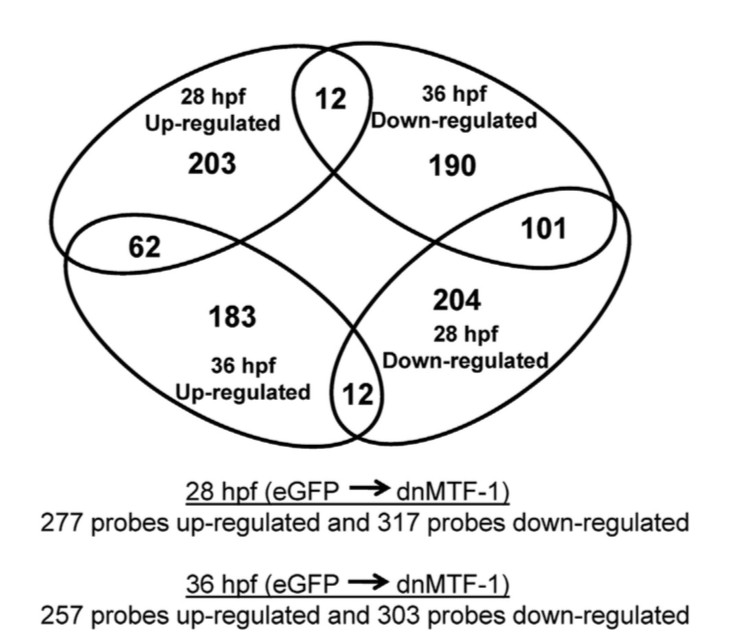 28 hpf
Up-regulated
203
12
36 hpf
Down-regulated
190
62
101
183
36 hpf
Up-regulated
204
28 hpf
Down-regulated
12
28 hpf (eGFP → dnMTF-1)
277 probes up-regulated and 317 probes down-regulated
36 hpf (eGFP → dnMTF-1)
257 probes up-regulated and 303 probes down-regulated